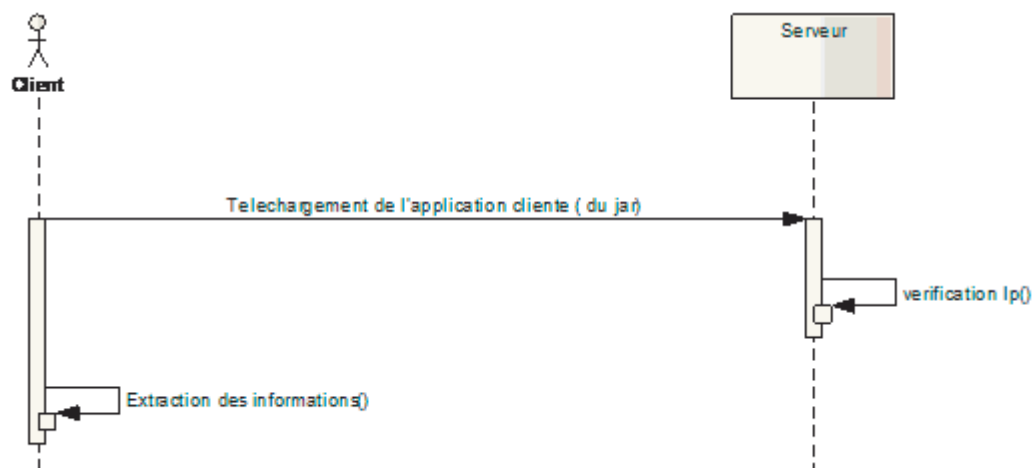 Client
Serveur
Telechargement de l'application cliente ( du jar)
verification Ip()
Extraction des informations()